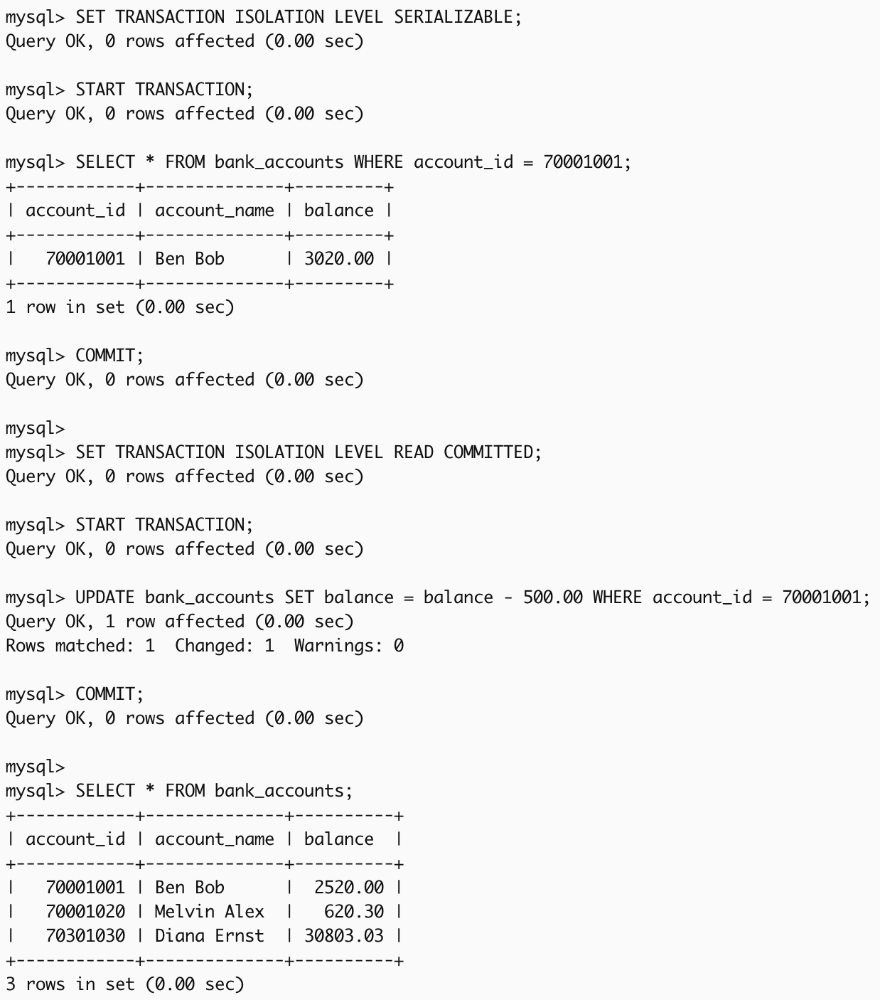 mysql> SET TRANSACTION ISOLATION LEVEL SERIALIZABLE;
Query OK, 0 rows affected (0.00 sec)

mysql> START TRANSACTION;
Query OK, 0 rows affected (0.00 sec)

mysql> SELECT * FROM bank_accounts WHERE account_id = 70001001;
+------------+--------------+---------+
| account_id | account_name | balance |
+------------+--------------+---------+
|   70001001 | Ben Bob      | 3020.00 |
+------------+--------------+---------+
1 row in set (0.00 sec)

mysql> COMMIT;
Query OK, 0 rows affected (0.00 sec)

mysql>
mysql> SET TRANSACTION ISOLATION LEVEL READ COMMITTED;
Query OK, 0 rows affected (0.00 sec)

mysql> START TRANSACTION;
Query OK, 0 rows affected (0.00 sec)

mysql> UPDATE bank_accounts SET balance = balance - 500.00 WHERE account_id = 70001001;
Query OK, 1 row affected (0.00 sec)
Rows matched: 1  Changed: 1  Warnings: 0

mysql> COMMIT;
Query OK, 0 rows affected (0.00 sec)

mysql>
mysql> SELECT * FROM bank_accounts;
+------------+--------------+----------+
| account_id | account_name | balance  |
+------------+--------------+----------+
|   70001001 | Ben Bob      |  2520.00 |
|   70001020 | Melvin Alex  |   620.30 |
|   70301030 | Diana Ernst  | 30803.03 |
+------------+--------------+----------+
3 rows in set (0.00 sec)